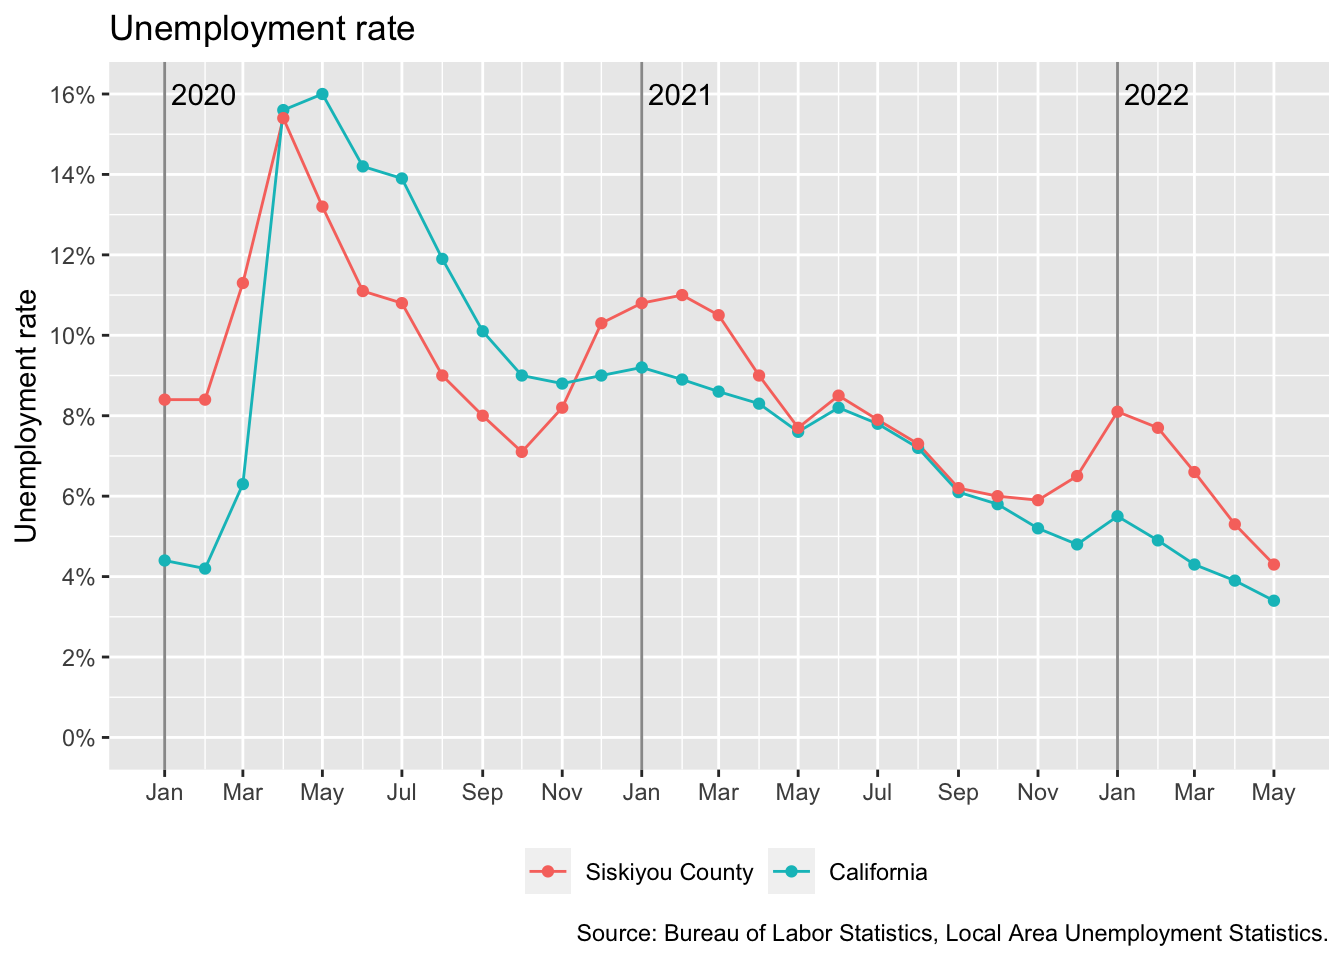 Unemployment rate
2020 2021 2022
16%
14%
12%
10%
8%
6%
4%
2%
0%
Unemployment rate
Jan Mar May Jul Sep Nov Jan Mar May Jul Sep Nov Jan Mar May
Siskiyou County California
Source: Bureau of Labor Statistics, Local Area Unemployment Statistics.